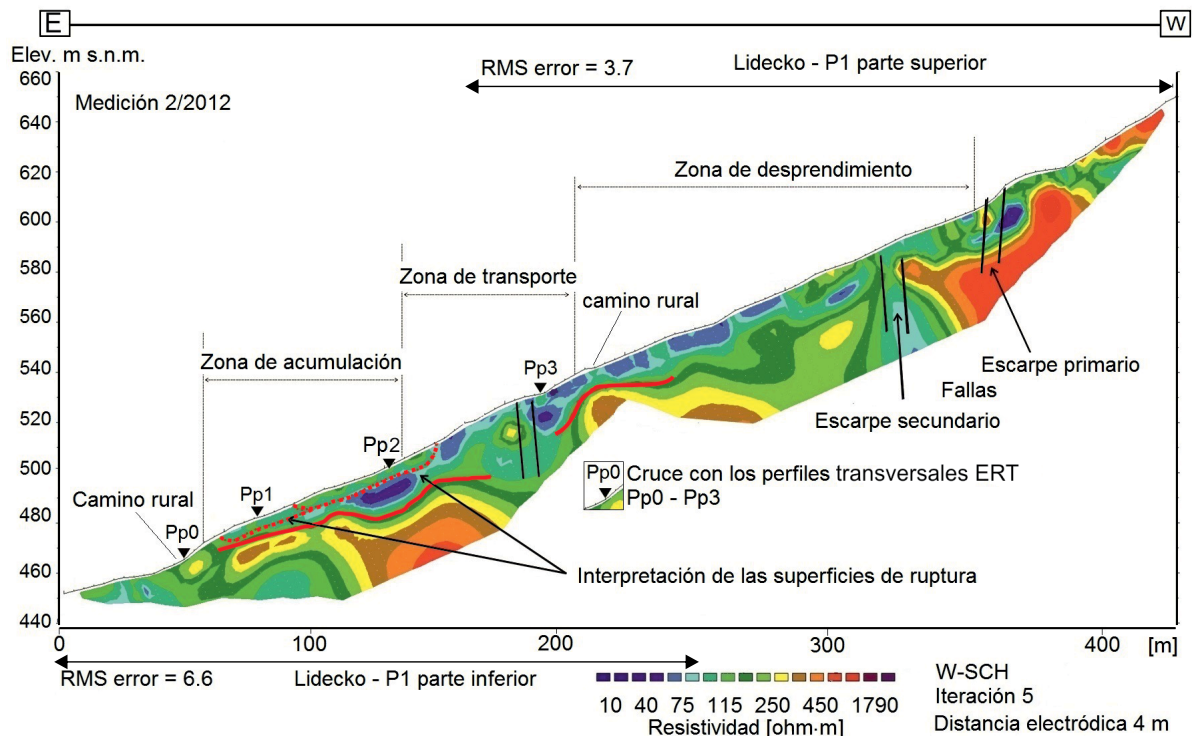 E
W
Elev. m s.n.m.
RMS error = 3.7
Lidecko - P1 parte superior
660
Medición 2/2012
640
620
600
580
560
540
520
500
480
460
440
Zona de desprendimiento
Zona de transporte
camino rural
Zona de acumulación
Pp3
Escarpe primario
Fallas
Escarpe secundario
Pp2
Pp0
Cruce con los perfiles transversales ERT
Pp0 - Pp3
Camino rural
Pp1
Pp0
Interpretación de las superficies de ruptura
0
100
200
300
400
[m]
RMS error = 6.6
Lidecko - P1 parte inferior
10 40 75 115 250 450 1790
Resistividad [ohm·m]
W-SCH
Iteración 5
Distancia electródica 4 m